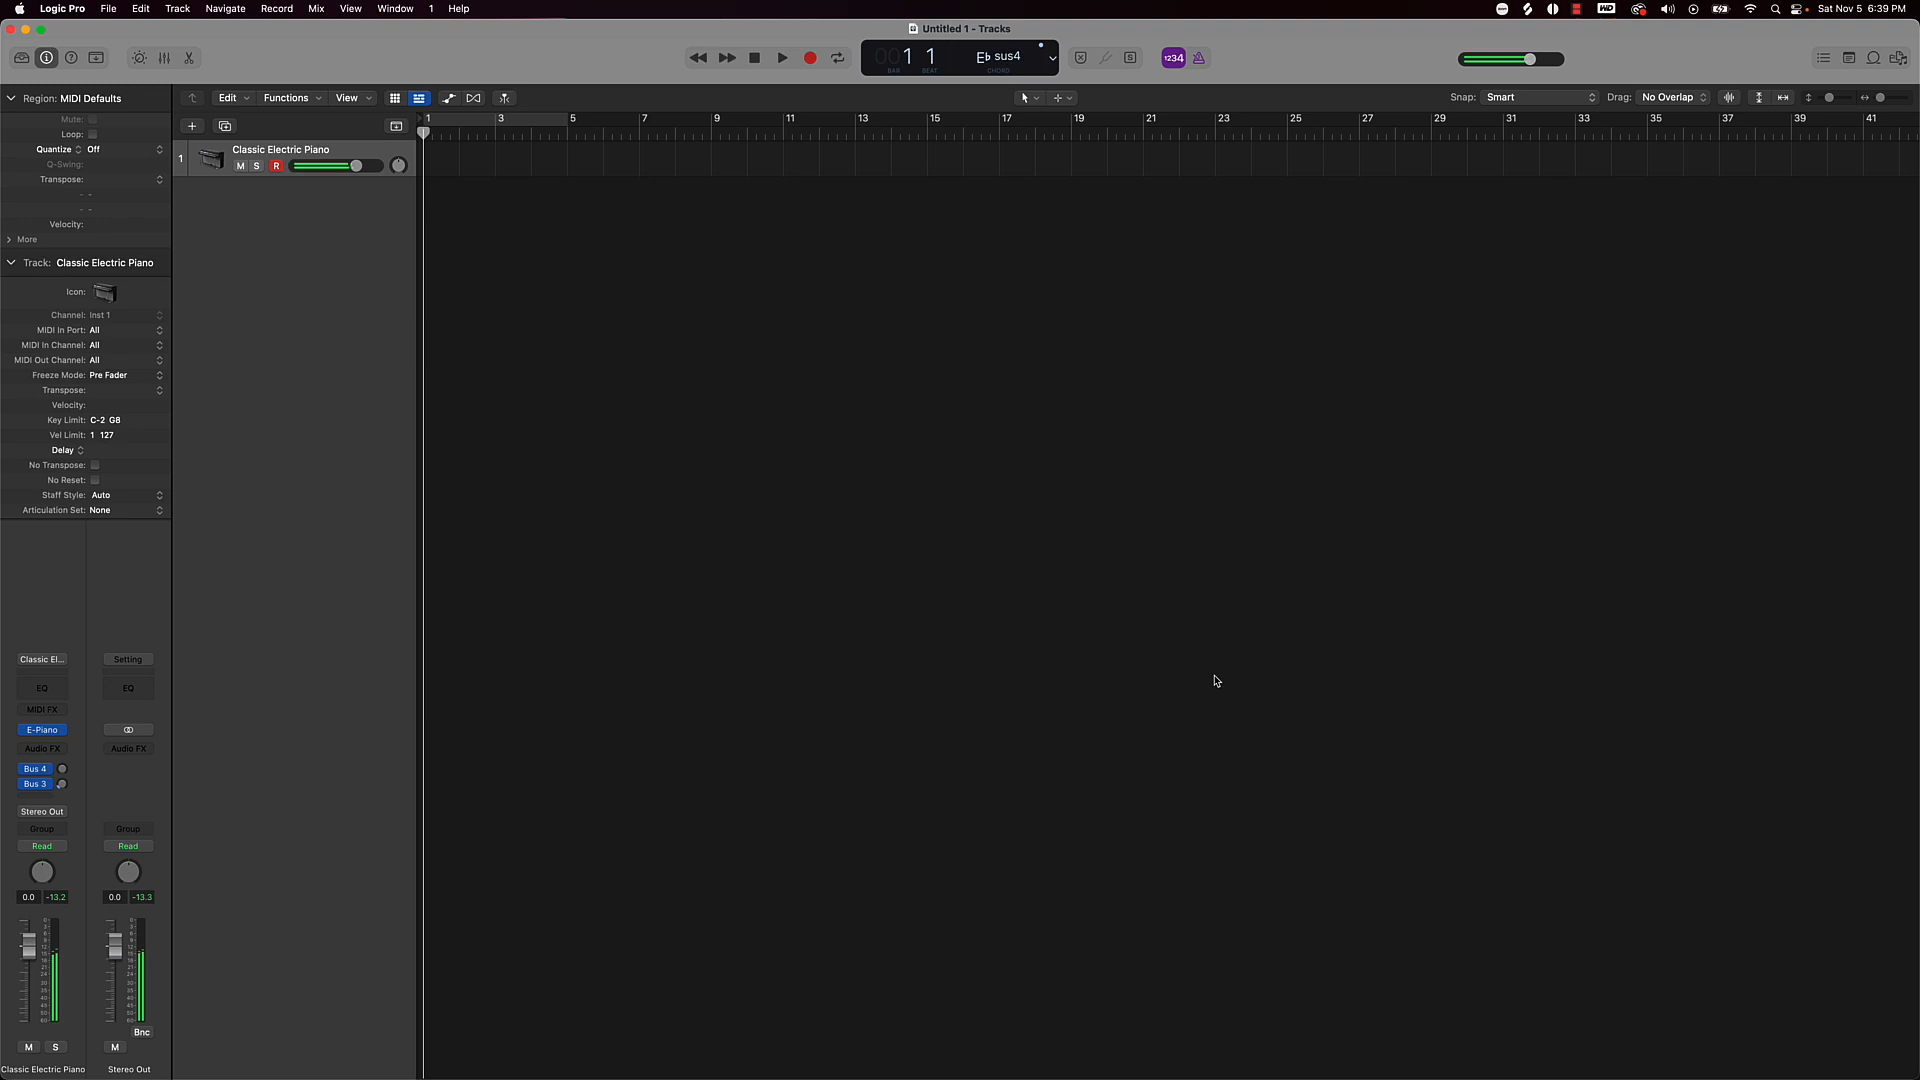 Logic Pro File Edit Track Navigate Record Mix View Window 1 Help Sat Nov 5 6:39 PM
Untitled 1 - Tracks
001 1 E♭ sus4 1234
BAR BEAT CHORD
Region: MIDI Defaults
Edit Functions View Snap: Smart Drag: No Overlap
Mute:
Loop:
Quantize Off
Q-Swing:
Transpose:
- -
- -
Velocity:
More
1 3 5 7 9 11 13 15 17 19 21 23 25 27 29 31 33 35 37 39 41
1 Classic Electric Piano
M S R
Track: Classic Electric Piano
Icon:
Channel: Inst 1
MIDI In Port: All
MIDI In Channel: All
MIDI Out Channel: All
Freeze Mode: Pre Fader
Transpose:
Velocity:
Key Limit: C-2 G8
Vel Limit: 1 127
Delay
No Transpose:
No Reset:
Staff Style: Auto
Articulation Set: None
Classic El... Setting
EQ EQ
MIDI FX
E-Piano
Audio FX Audio FX
Bus 4
Bus 3
Stereo Out
Group Group
Read Read
0.0 -13.2 0.0 -13.3
Bnc
M S M
Classic Electric Piano Stereo Out